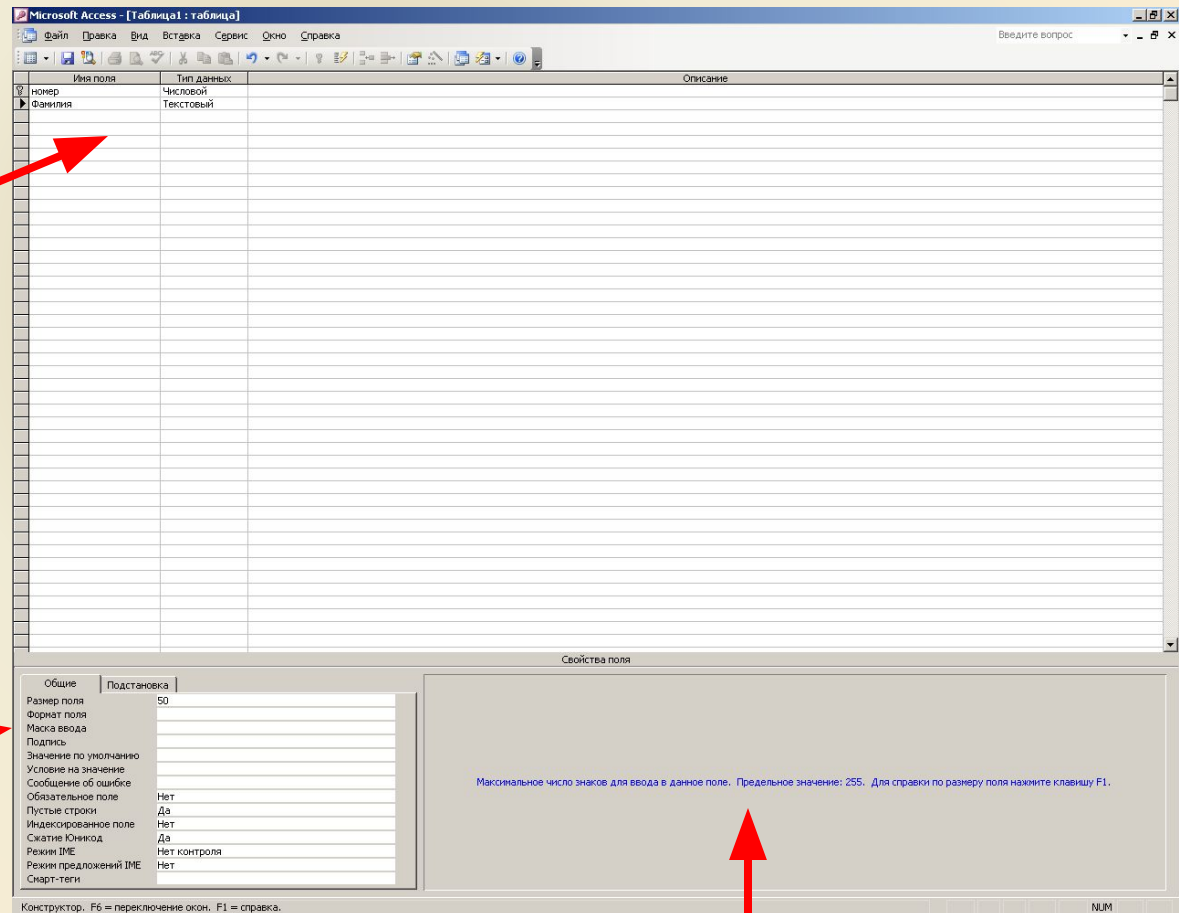 Microsoft Access - [Таблица1 : таблица]
Файл Правка Вид Вставка Сервис Окно Справка Введите вопрос
Имя поля Тип данных Описание
номер Числовой
Фамилия Текстовый
Свойства поля
Общие Подстановка
Размер поля 50
Формат поля
Маска ввода
Подпись
Значение по умолчанию
Условие на значение
Сообщение об ошибке
Обязательное поле Нет
Пустые строки Да
Индексированное поле Нет
Сжатие Юникод Да
Режим IME Нет контроля
Режим предложений IME Нет
Смарт-теги
Максимальное число знаков для ввода в данное поле. Предельное значение: 255. Для справки по размеру поля нажмите клавишу F1.
Конструктор. F6 = переключение окон. F1 = справка. NUM